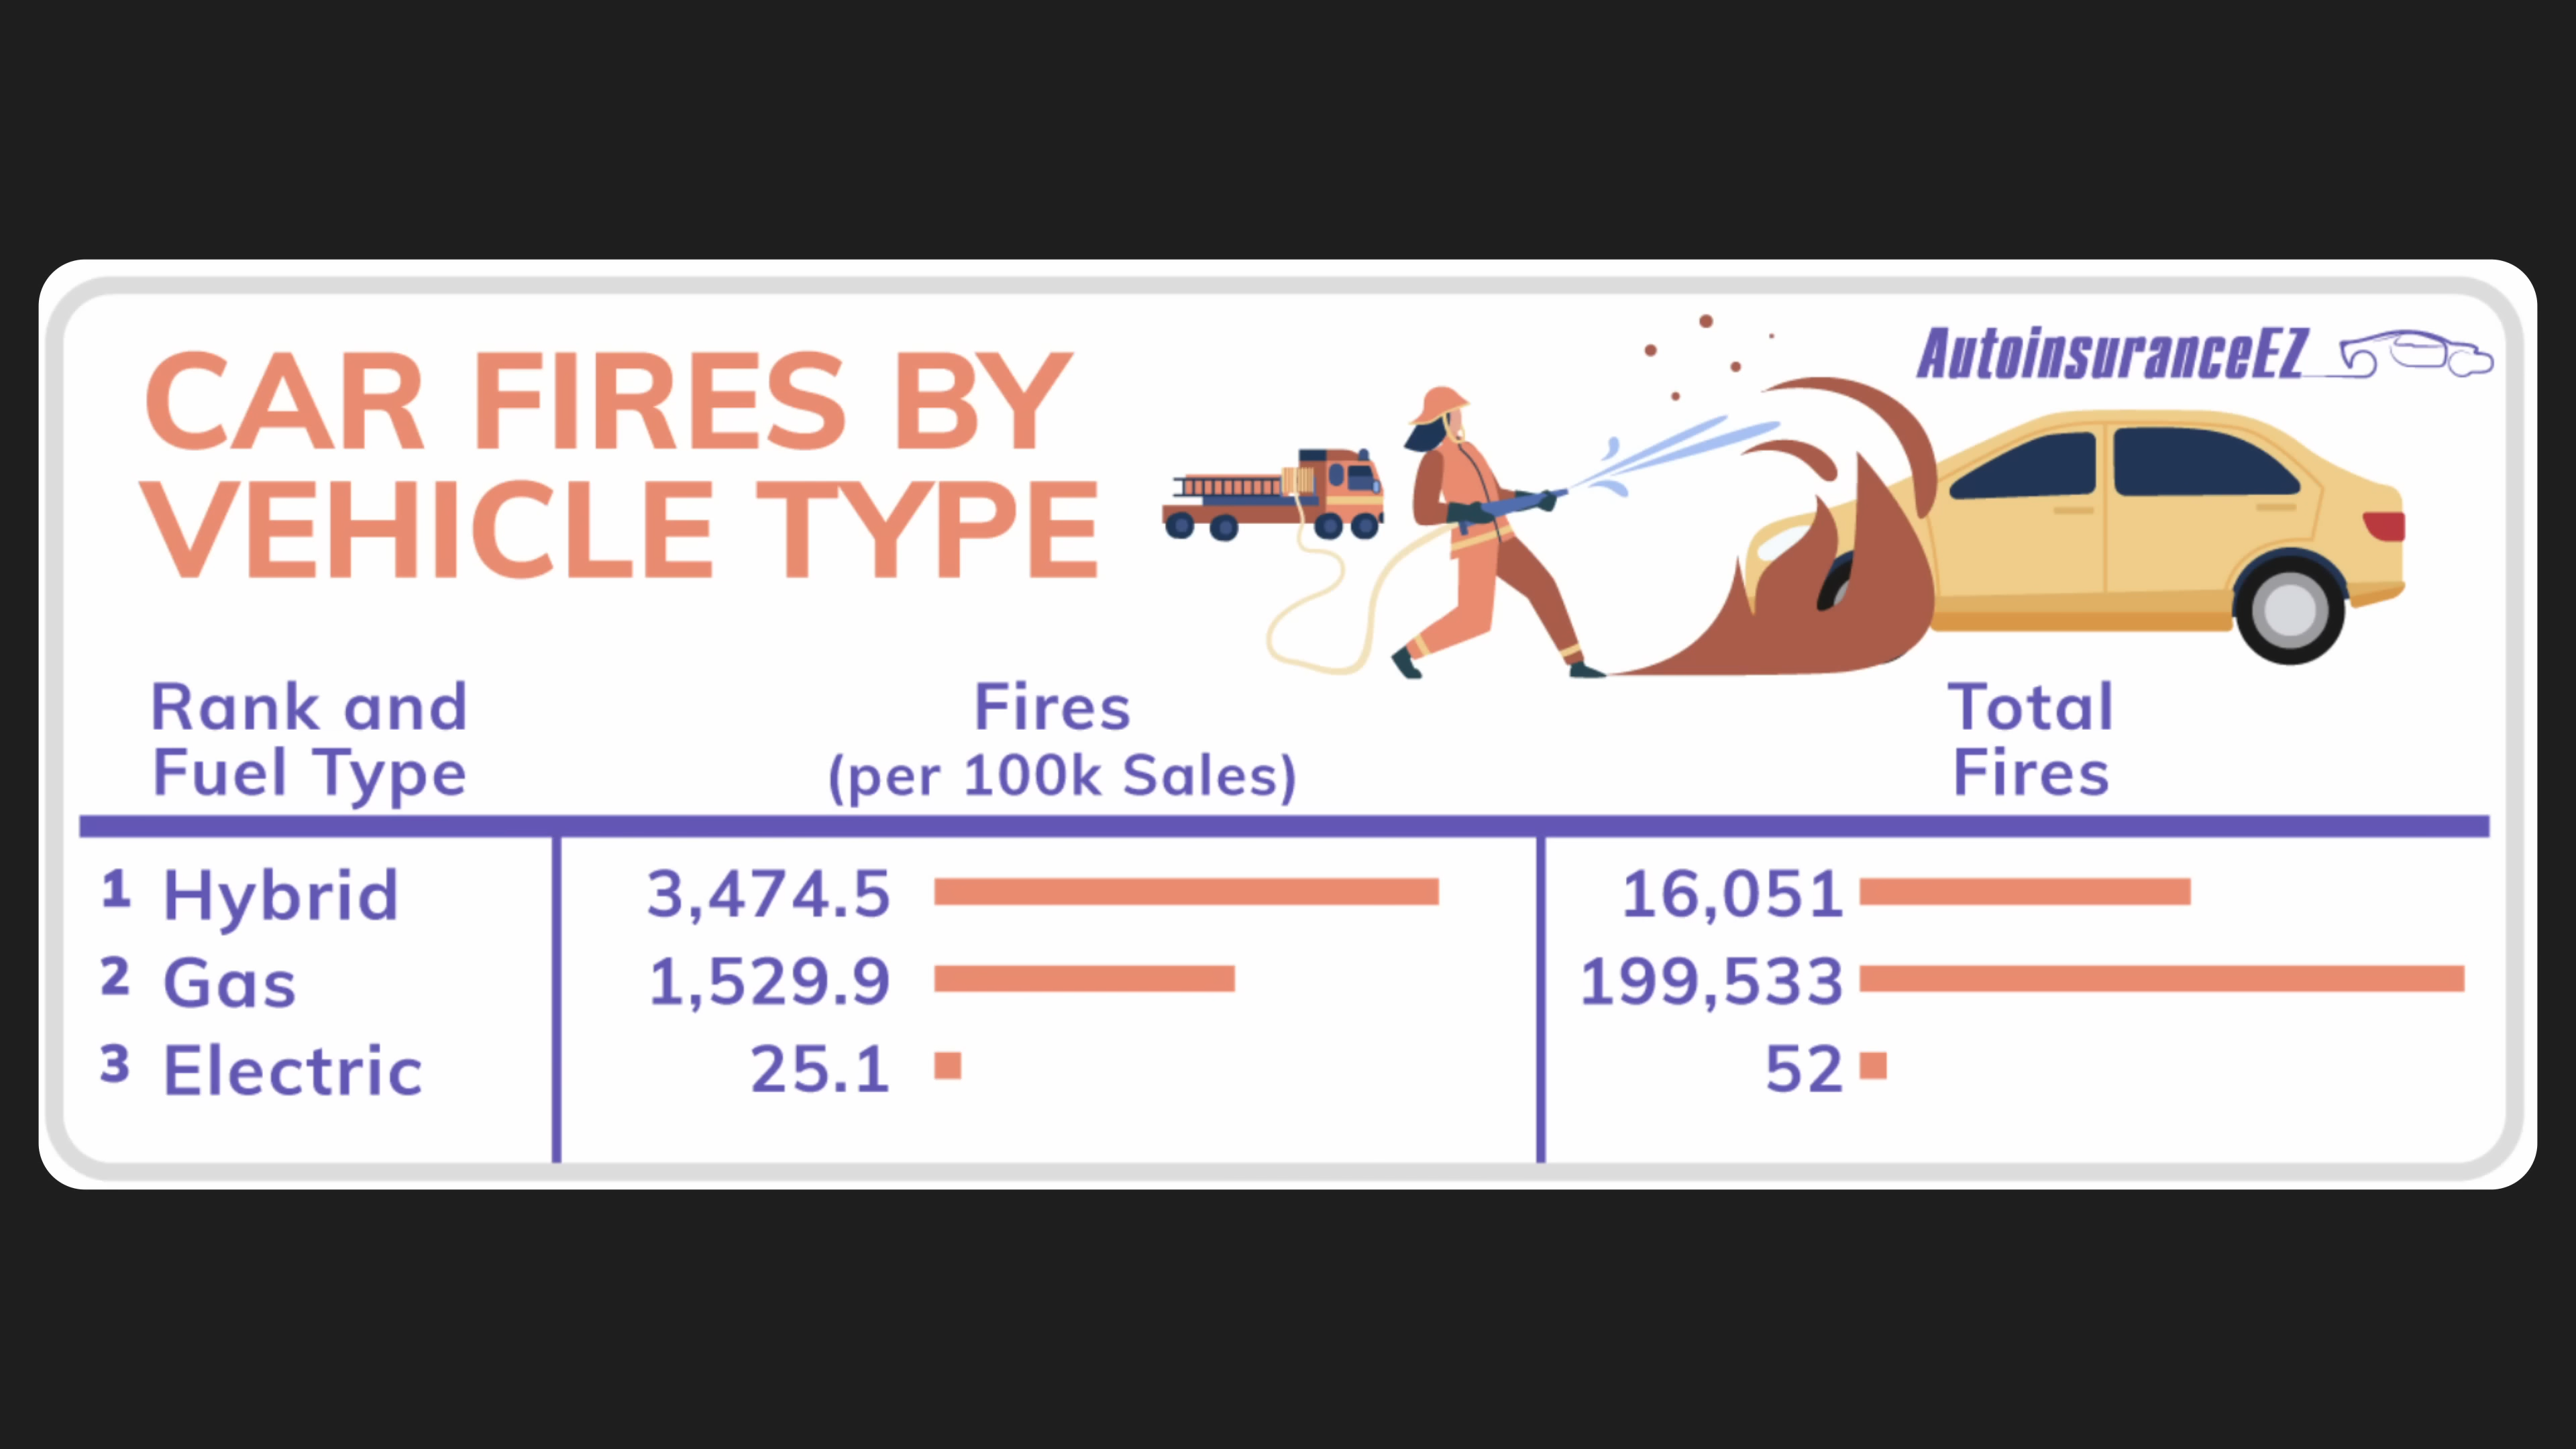 CAR FIRES BY
VEHICLE TYPE
AutoinsuranceEZ
Rank and
Fuel Type
Fires
(per 100k Sales)
Total
Fires
1 Hybrid 3,474.5 16,051
2 Gas 1,529.9 199,533
3 Electric 25.1 52